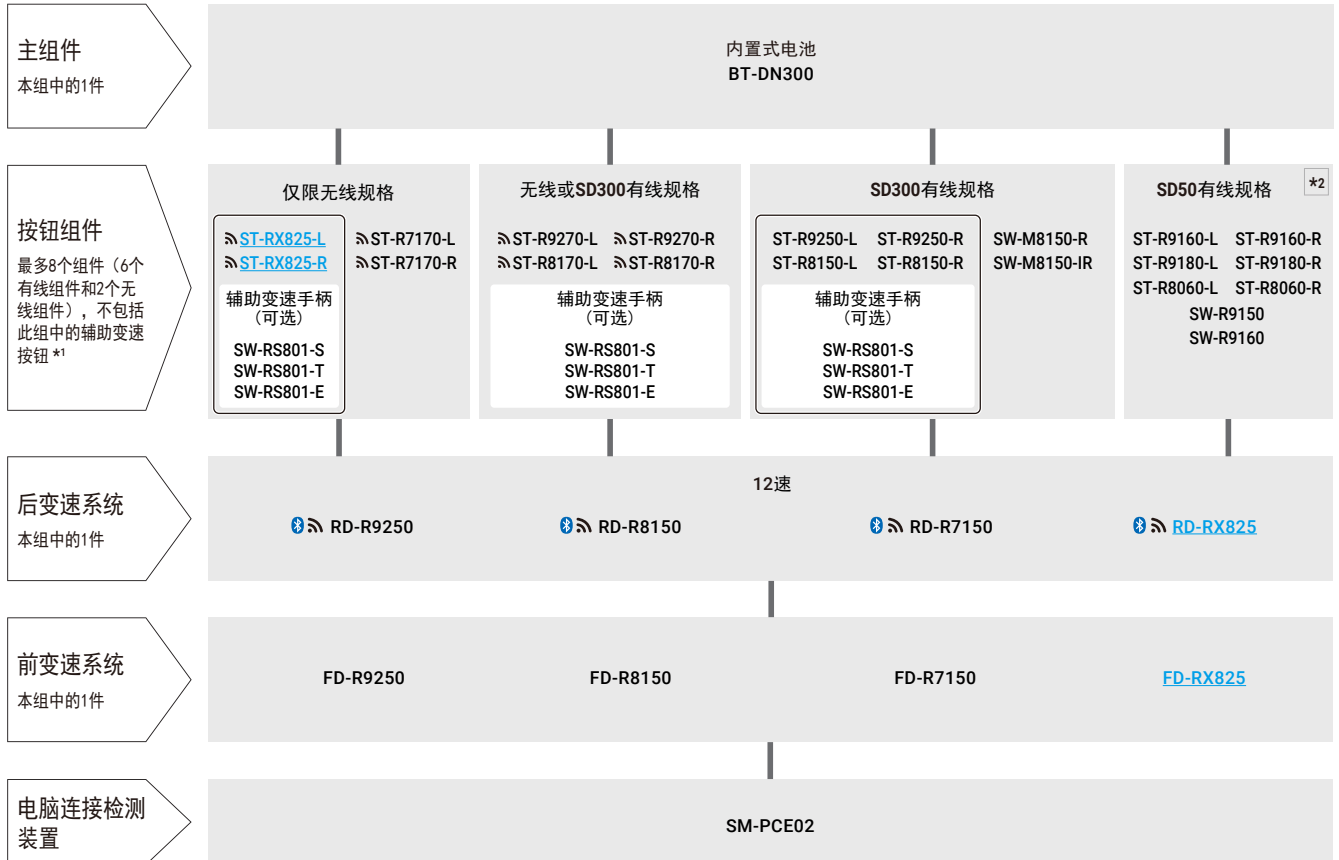 主组件
本组中的1件
内置式电池
BT-DN300
按钮组件
最多8个组件（6个
有线组件和2个无
线组件），不包括
此组中的辅助变速
按钮 *1
仅限无线规格
ST-RX825-L
ST-R7170-L
ST-RX825-R
ST-R7170-R
辅助变速手柄
（可选）
SW-RS801-S
SW-RS801-T
SW-RS801-E
无线或SD300有线规格
ST-R9270-L ST-R9270-R
ST-R8170-L ST-R8170-R
辅助变速手柄
（可选）
SW-RS801-S
SW-RS801-T
SW-RS801-E
SD300有线规格
ST-R9250-L ST-R9250-R SW-M8150-R
ST-R8150-L ST-R8150-R SW-M8150-IR
辅助变速手柄
（可选）
SW-RS801-S
SW-RS801-T
SW-RS801-E
SD50有线规格 *2
ST-R9160-L ST-R9160-R
ST-R9180-L ST-R9180-R
ST-R8060-L ST-R8060-R
SW-R9150
SW-R9160
后变速系统
本组中的1件
12速
RD-R9250 RD-R8150 RD-R7150 RD-RX825
前变速系统
本组中的1件
FD-R9250 FD-R8150 FD-R7150 FD-RX825
电脑连接检测
装置
SM-PCE02